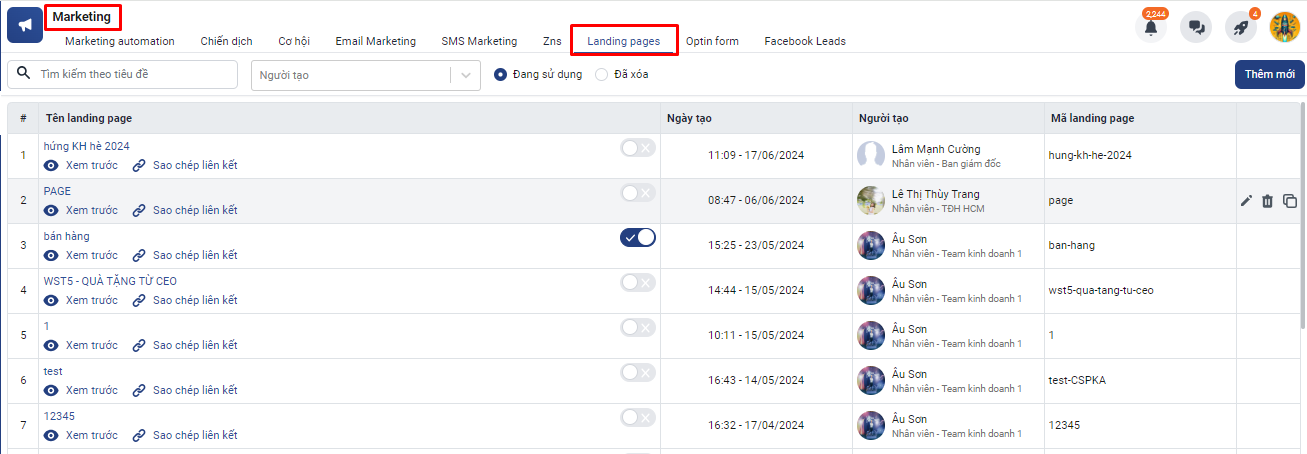 Marketing
2,244
4
Marketing automation Chiến dịch Cơ hội Email Marketing SMS Marketing Zns Landing pages Optin form Facebook Leads
Tìm kiếm theo tiêu đề Người tạo Đang sử dụng Đã xóa Thêm mới
# Tên landing page Ngày tạo Người tạo Mã landing page
hứng KH hè 2024
1 11:09 - 17/06/2024 Lâm Mạnh Cường hung-kh-he-2024
Xem trước Sao chép liên kết Nhân viên - Ban giám đốc
PAGE
2 08:47 - 06/06/2024 Lê Thị Thùy Trang page
Xem trước Sao chép liên kết Nhân viên - TĐH HCM
bán hàng
3 15:25 - 23/05/2024 Âu Sơn ban-hang
Xem trước Sao chép liên kết Nhân viên - Team kinh doanh 1
WST5 - QUÀ TẶNG TỪ CEO
4 14:44 - 15/05/2024 Âu Sơn wst5-qua-tang-tu-ceo
Xem trước Sao chép liên kết Nhân viên - Team kinh doanh 1
1
5 10:11 - 15/05/2024 Âu Sơn 1
Xem trước Sao chép liên kết Nhân viên - Team kinh doanh 1
test
6 16:43 - 14/05/2024 Âu Sơn test-CSPKA
Xem trước Sao chép liên kết Nhân viên - Team kinh doanh 1
12345
7 16:32 - 17/04/2024 Âu Sơn 12345
Xem trước Sao chép liên kết Nhân viên - Team kinh doanh 1